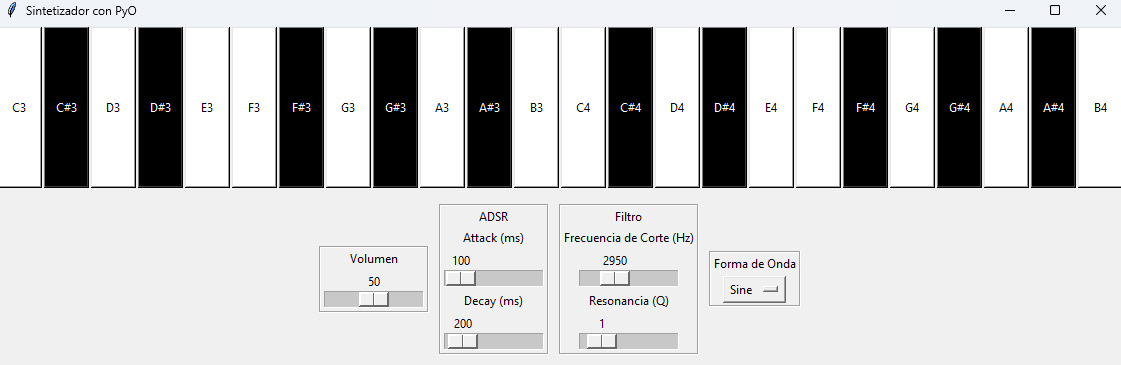 Sintetizador con PyO
C3 C#3 D3 D#3 E3 F3 F#3 G3 G#3 A3 A#3 B3 C4 C#4 D4 D#4 E4 F4 F#4 G4 G#4 A4 A#4 B4
Volumen
50
ADSR
Attack (ms)
100
Decay (ms)
200
Filtro
Frecuencia de Corte (Hz)
2950
Resonancia (Q)
1
Forma de Onda
Sine